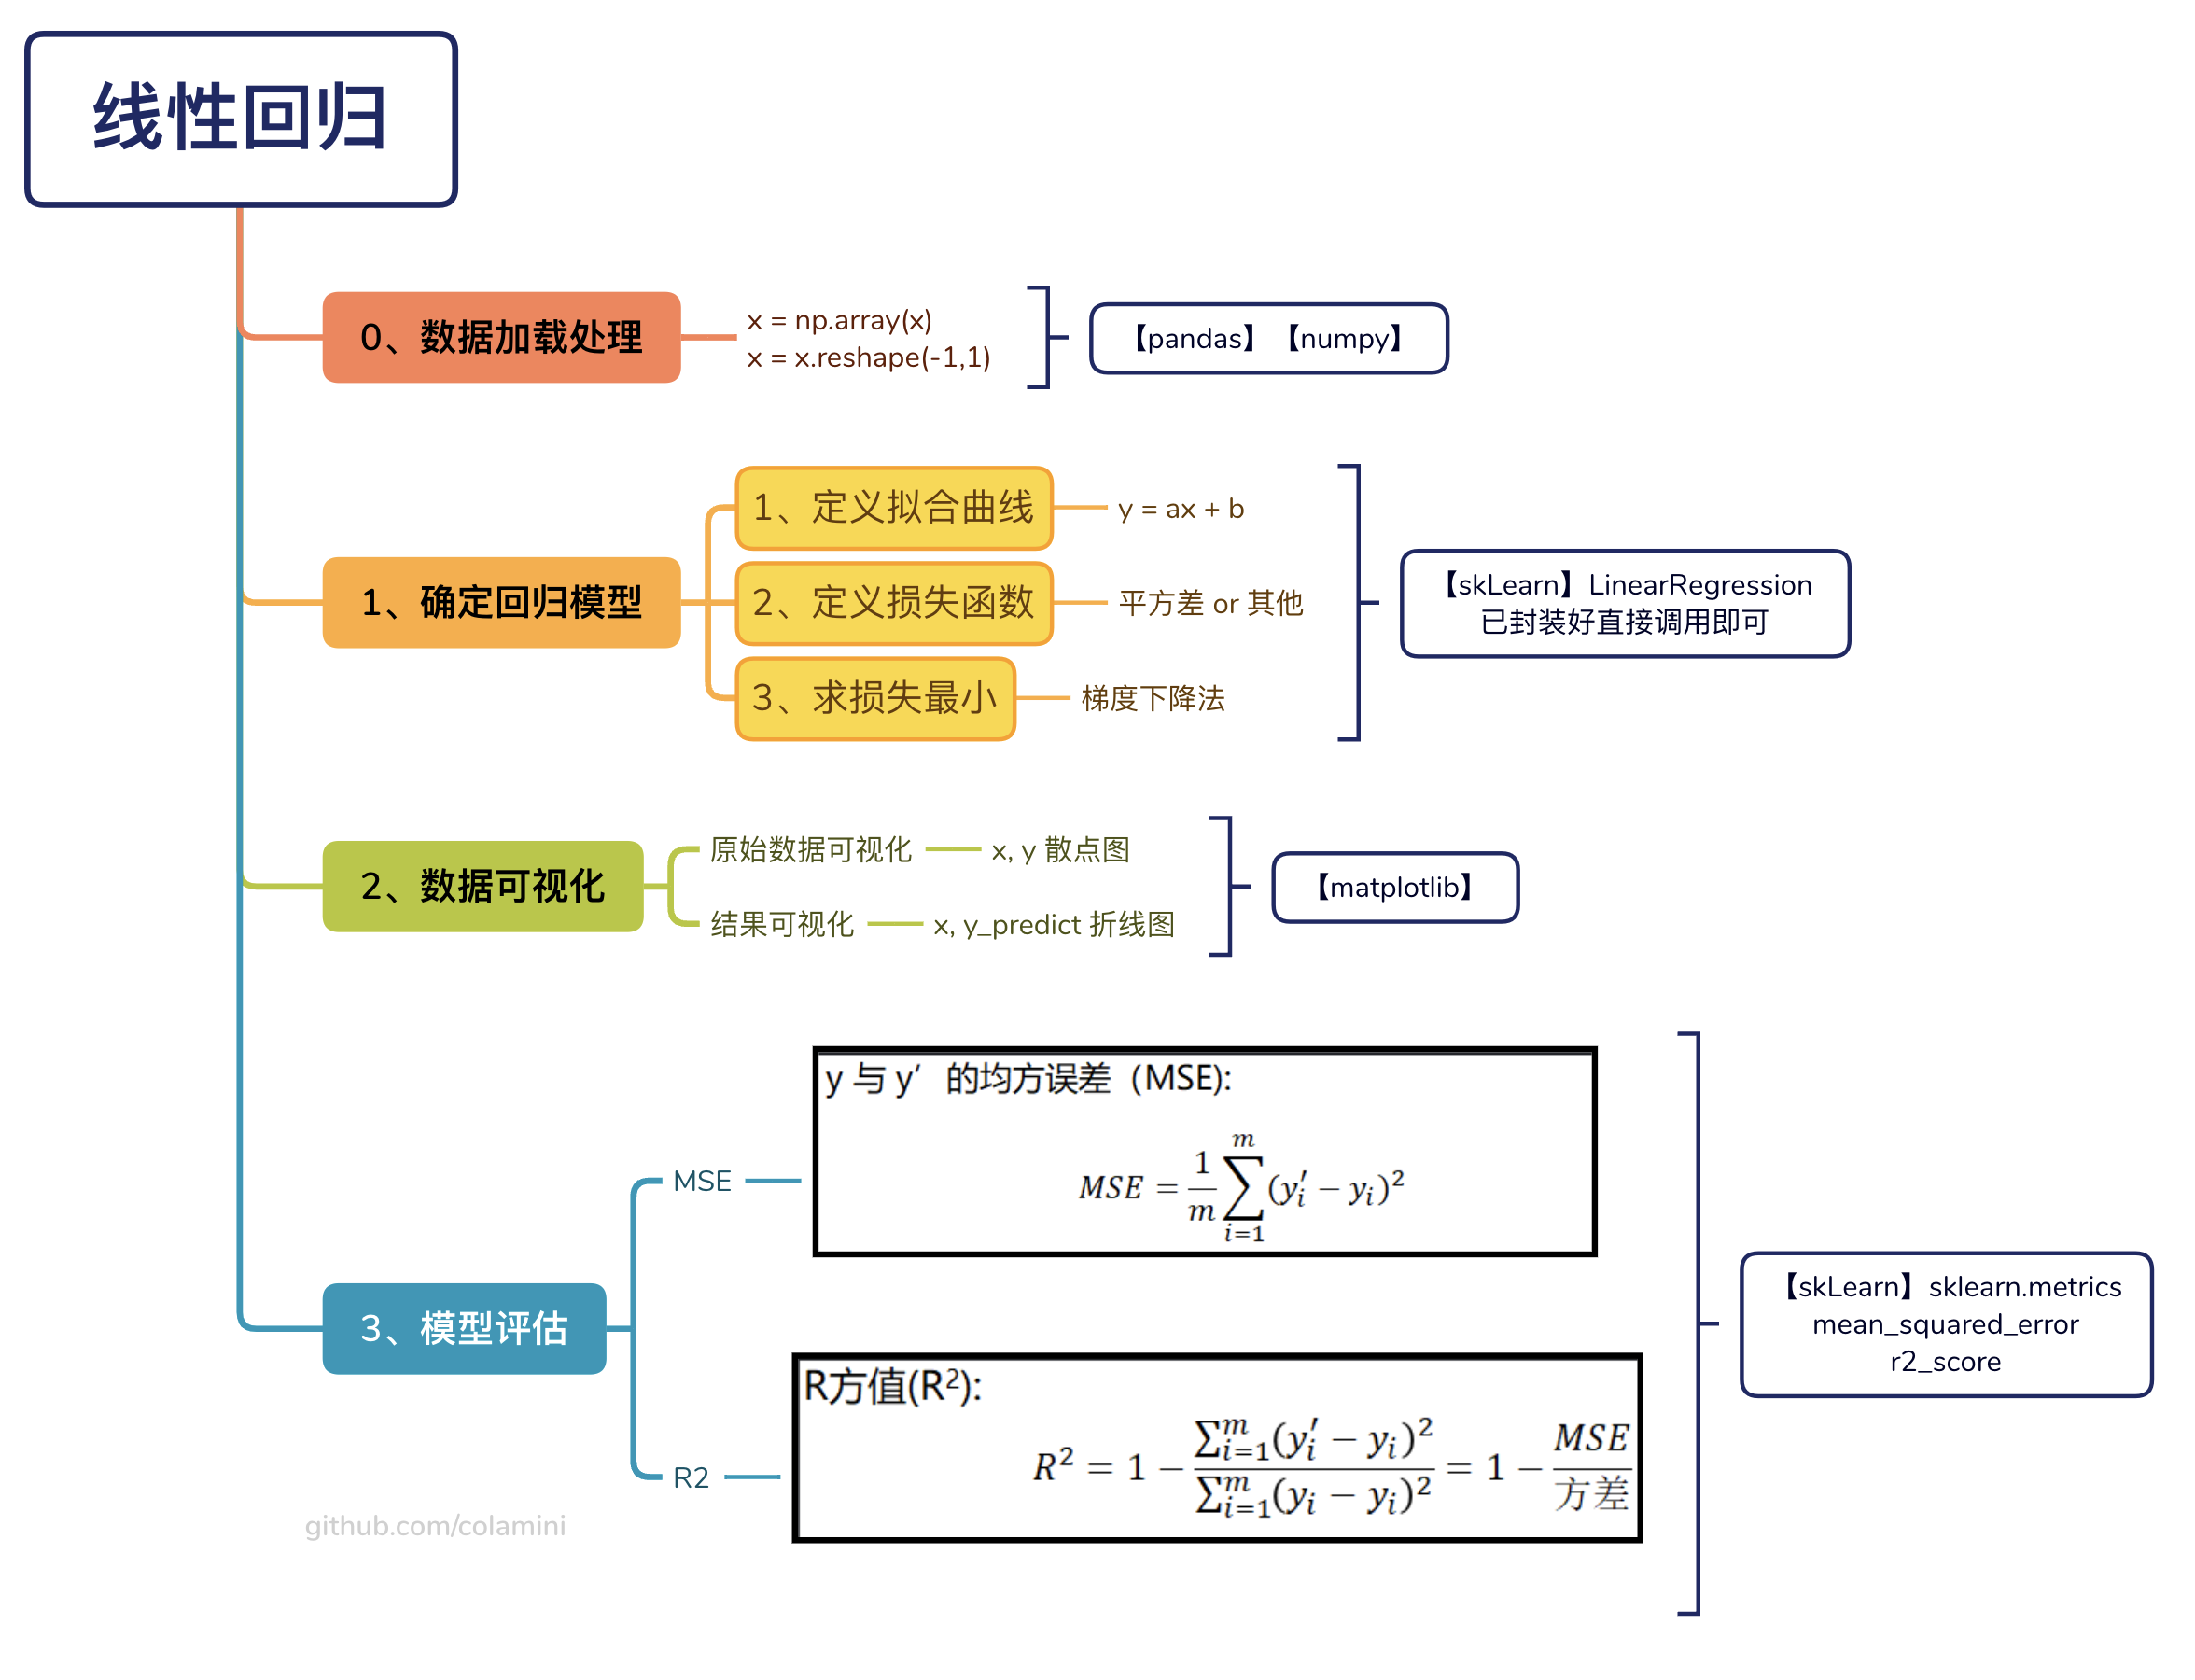 线性回归
0、数据加载处理
x = np.array(x)
x = x.reshape(-1,1)
【pandas】【numpy】
1、确定回归模型
1、定义拟合曲线
y = ax + b
2、定义损失函数
平方差 or 其他
3、求损失最小
梯度下降法
【skLearn】LinearRegression
已封装好直接调用即可
2、数据可视化
原始数据可视化
x, y 散点图
结果可视化
x, y_predict 折线图
【matplotlib】
3、模型评估
MSE
y 与 y′ 的均方误差（MSE):
MSE = \frac{1}{m}\sum_{i=1}^{m}(y_i' − y_i)^2
R2
R方值(R²):
R^2 = 1 − \frac{\sum_{i=1}^{m}(y_i' − y_i)^2}{\sum_{i=1}^{m}(y_i − y_i)^2} = 1 − \frac{MSE}{方差}
【skLearn】sklearn.metrics
mean_squared_error
r2_score
github.com/colamini